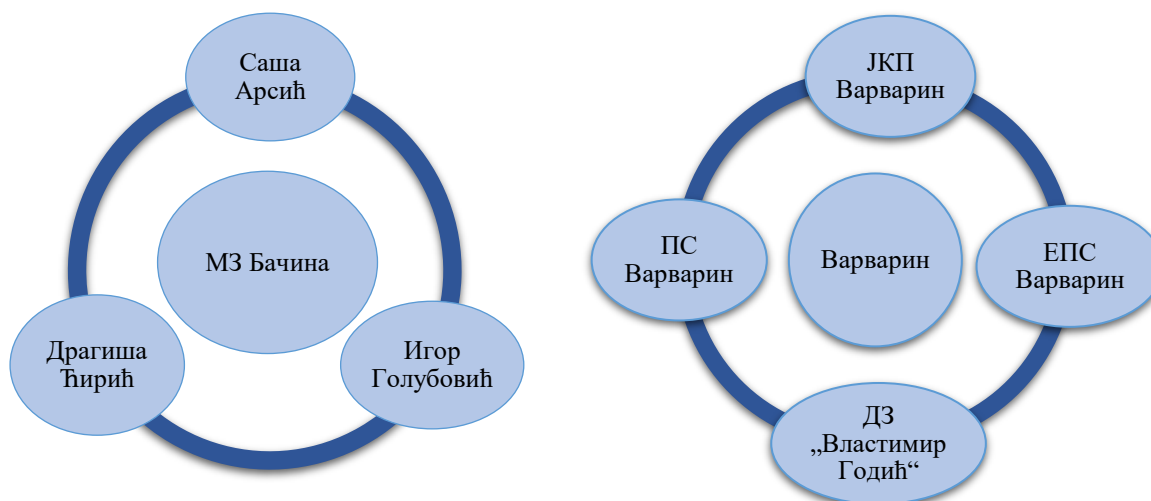 Саша
Арсић
МЗ Бачина
Драгиша
Ћирић
Игор
Голубовић
ЈКП
Варварин
ПС
Варварин
Варварин
ЕПС
Варварин
ДЗ
„Властимир
Годић“